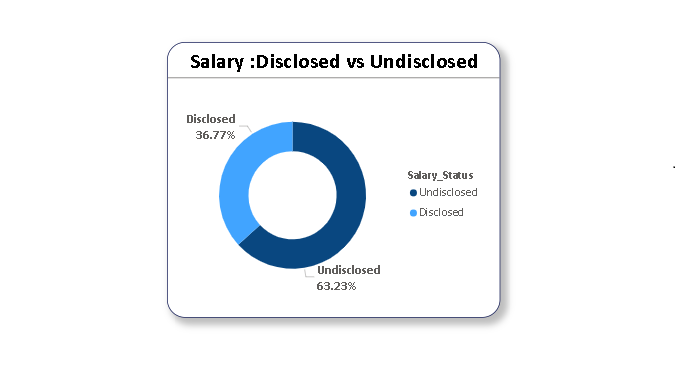 Salary :Disclosed vs Undisclosed
Disclosed
36.77%
Salary_Status
Undisclosed
Disclosed
Undisclosed
63.23%